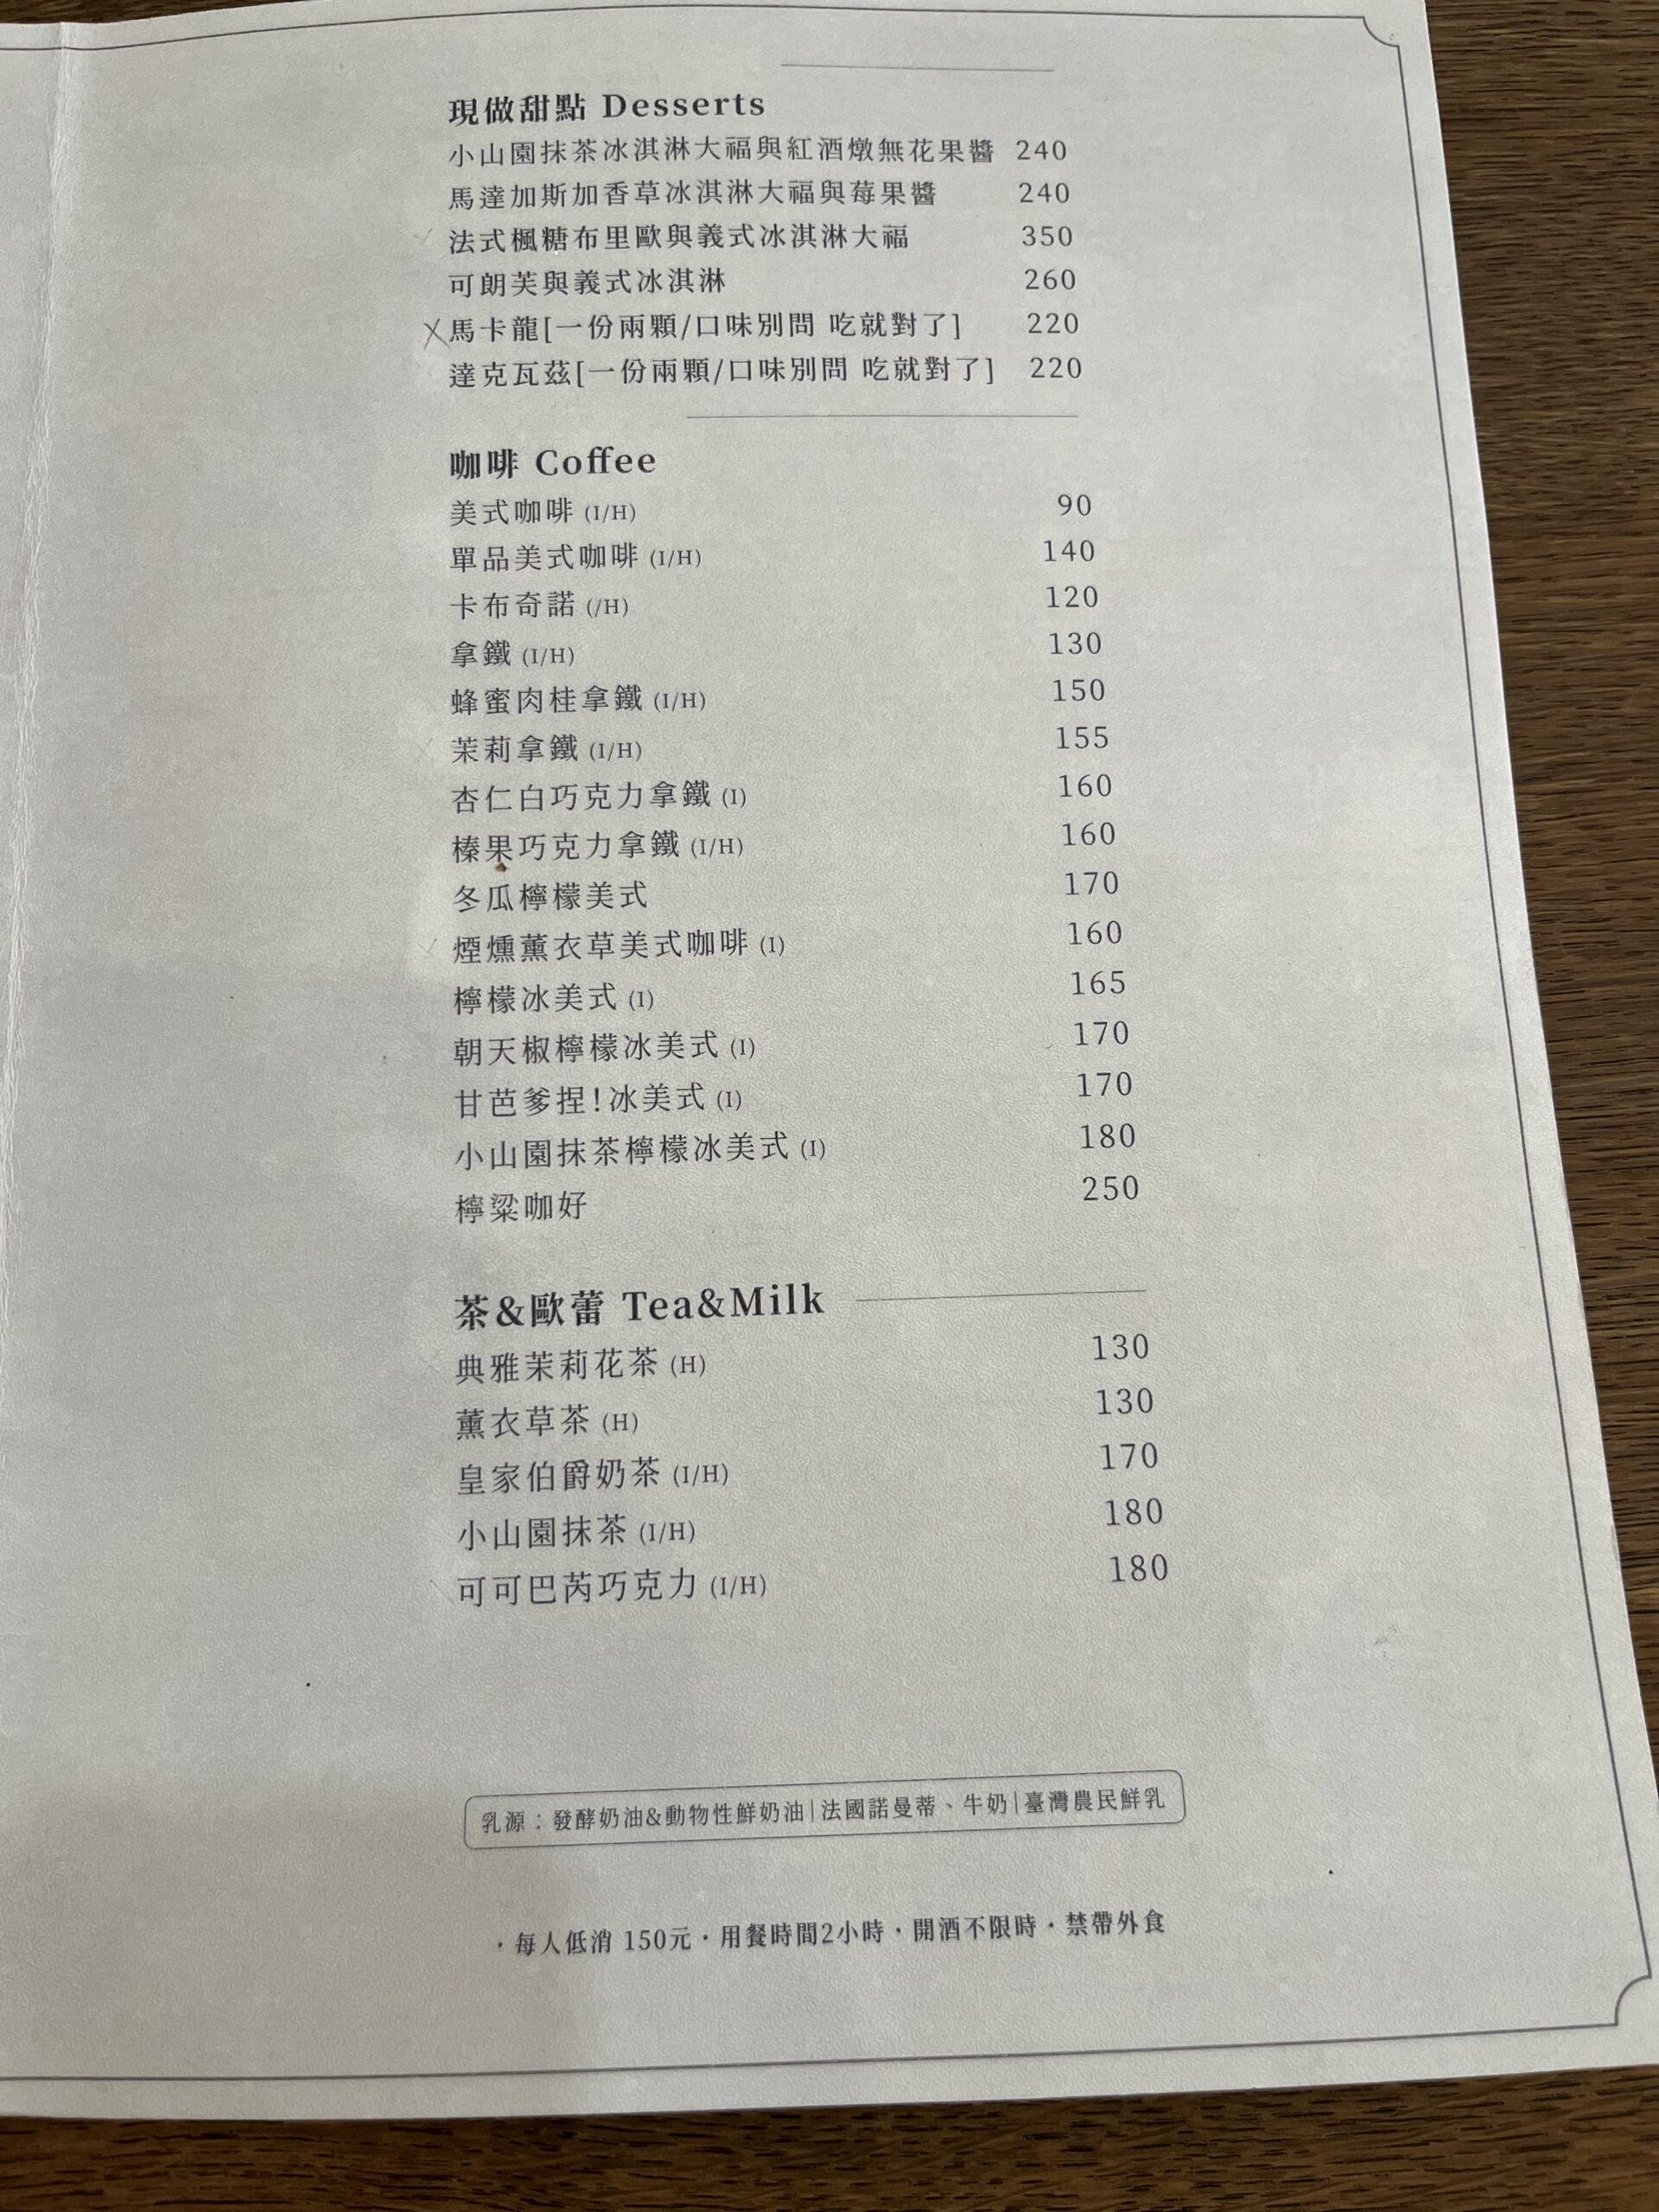 現做甜點 Desserts
小山園抹茶冰淇淋大福與紅酒燉無花果醬 240
馬達加斯加香草冰淇淋大福與莓果醬 240
法式楓糖布里歐與義式冰淇淋大福 350
可朗芙與義式冰淇淋 260
馬卡龍[一份兩顆/口味別問 吃就對了] 220
達克瓦茲[一份兩顆/口味別問 吃就對了] 220
咖啡 Coffee
美式咖啡 (I/H) 90
單品美式咖啡 (I/H) 140
卡布奇諾 (/H) 120
拿鐵 (I/H) 130
蜂蜜肉桂拿鐵 (I/H) 150
茉莉拿鐵 (I/H) 155
杏仁白巧克力拿鐵 (I) 160
榛果巧克力拿鐵 (I/H) 160
冬瓜檸檬美式 170
煙燻薰衣草美式咖啡 (I) 160
檸檬冰美式 (I) 165
朝天椒檸檬冰美式 (I) 170
甘芭爹捏!冰美式 (I) 170
小山園抹茶檸檬冰美式 (I) 180
檸粱咖好 250
茶&歐蕾 Tea&Milk
典雅茉莉花茶 (H) 130
薰衣草茶 (H) 130
皇家伯爵奶茶 (I/H) 170
小山園抹茶 (I/H) 180
可可巴芮巧克力 (I/H) 180
乳源：發酵奶油&動物性鮮奶油|法國諾曼蒂、牛奶|臺灣農民鮮乳
·每人低消 150元·用餐時間2小時·開酒不限時·禁帶外食